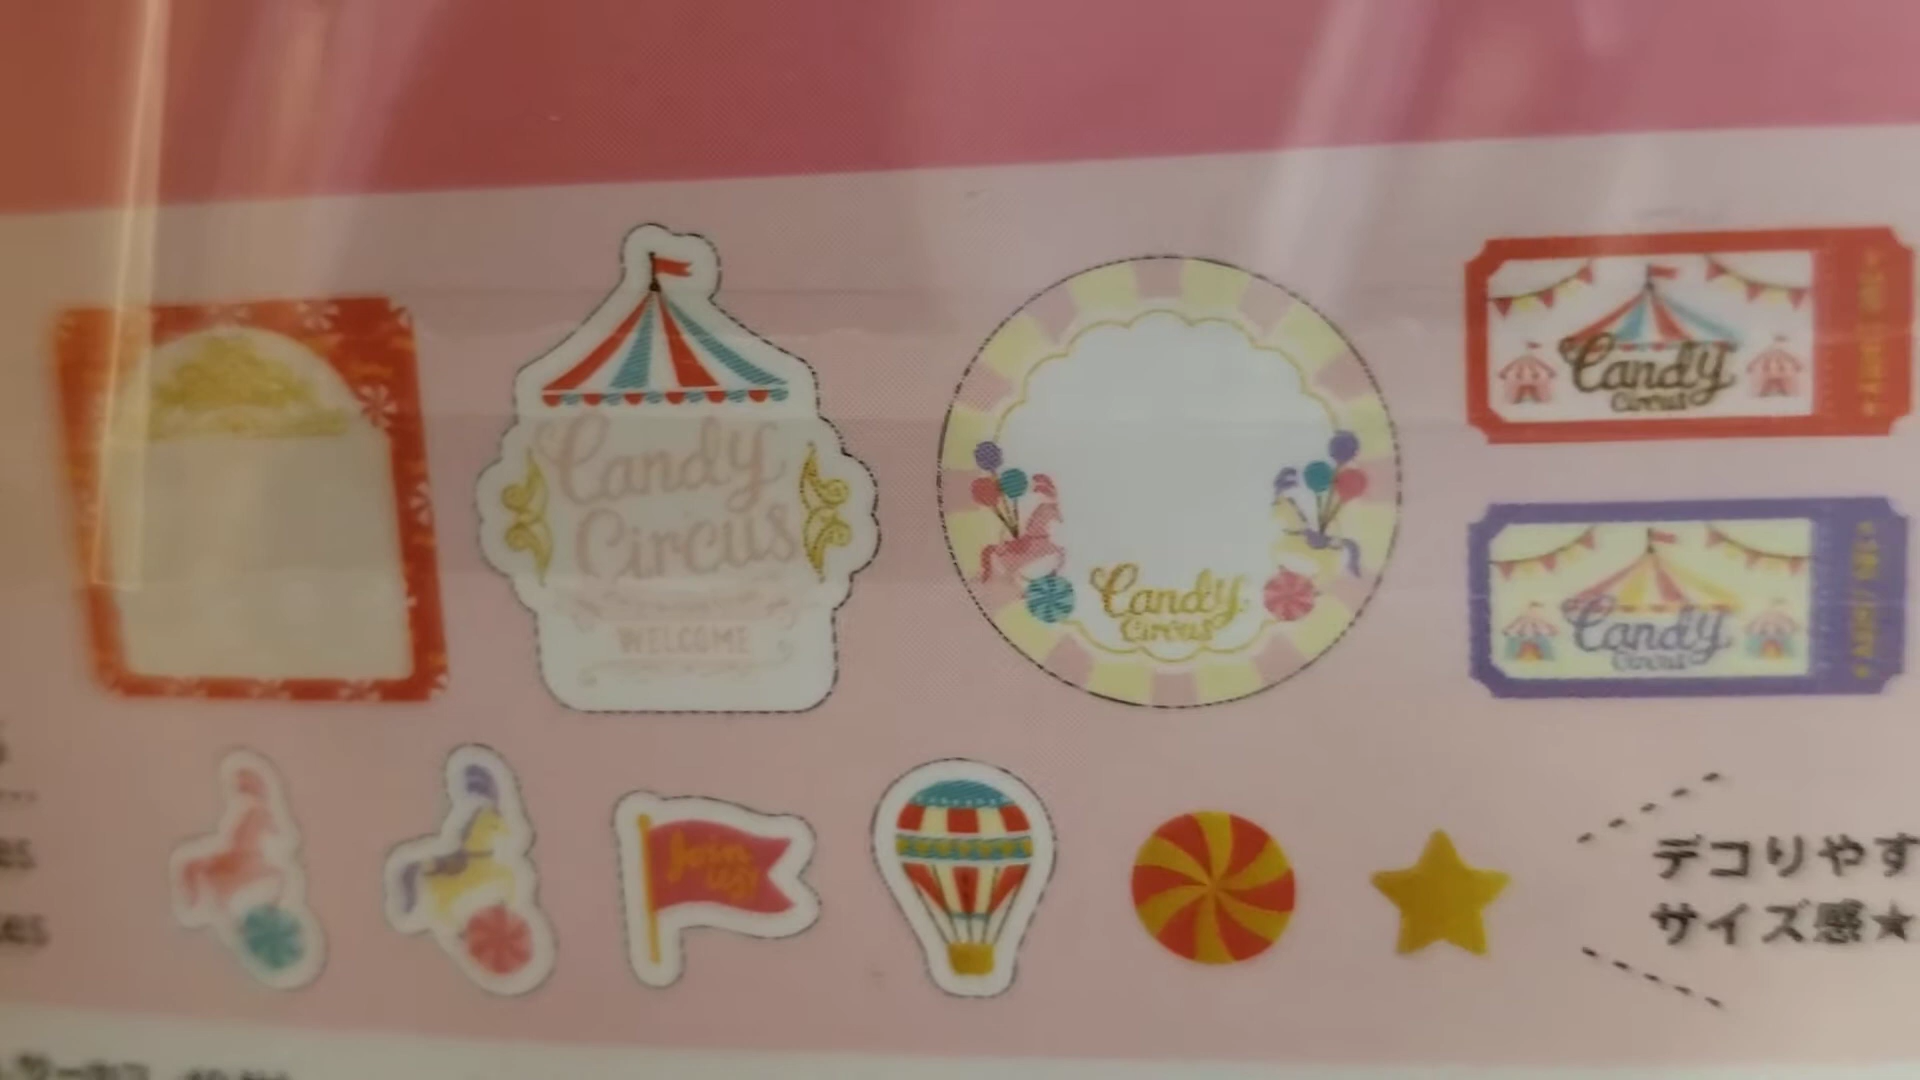 Candy
Circus
WELCOME
Candy
Circus
Candy
Circus
Candy
Circus
Join
us!
デコりやす
サイズ感★